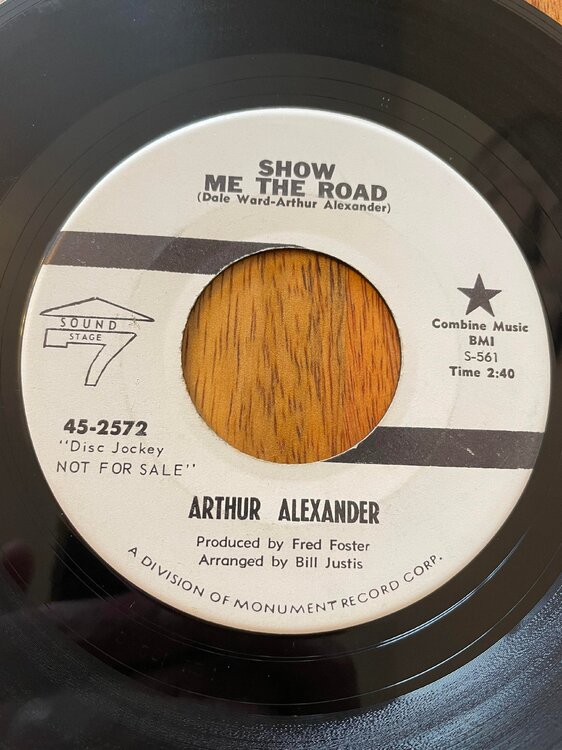 SHOW
ME THE ROAD
(Dale Ward-Arthur Alexander)
SOUND
STAGE
7
Combine Music
BMI
S-561
Time 2:40
45-2572
"Disc Jockey
NOT FOR SALE"
ARTHUR ALEXANDER
Produced by Fred Foster
Arranged by Bill Justis
A DIVISION OF MONUMENT RECORD CORP.